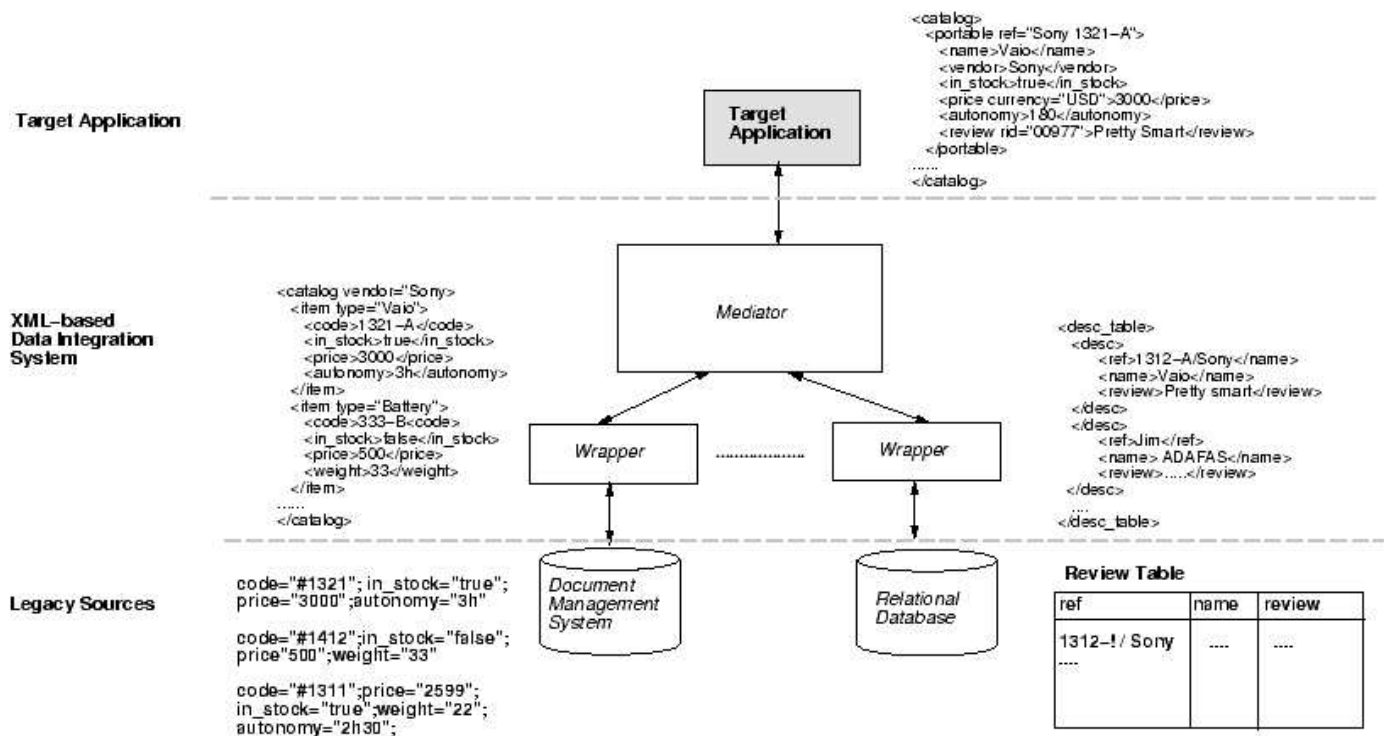 <catalog>
<portable ref="Sony 1321-A">
<name>Vaio</name>
<vendor>Sony</vendor>
<in_stock>true</in_stock>
<price currency="USD">3000</price>
<autonomy>180</autonomy>
<review rid="00977">Pretty Smart</review>
</portable>
......
</catalog>
Target Application
Target
Application
XML-based
Data Integration
System
<catalog vendor="Sony>
<item type="Vaio">
<code>1321-A</code>
<in_stock>true</in_stock>
<price>3000</price>
<autonomy>3h</autonomy>
</item>
<item type="Battery">
<code>333-B<code>
<in_stock>false</in_stock>
<price>500</price>
<weight>33</weight>
</item>
......
</catalog>
Mediator
Wrapper
....................
Wrapper
<desc_table>
<desc>
<ref>1312-A/Sony</name>
<name>Vaio</name>
<review>Pretty smart</review>
</desc>
</desc>
<ref>Jim</ref>
<name> ADAFAS</name>
<review>.....</review>
</desc>
....
</desc_table>
Legacy Sources
code="#1321"; in_stock="true";
price="3000";autonomy="3h"
code="#1412";in_stock="false";
price"500";weight="33"
code="#1311";price="2599";
in_stock="true";weight="22";
autonomy="2h30";
Document
Management
System
Relational
Database
Review Table
ref name review
1312-! / Sony .... ....
....